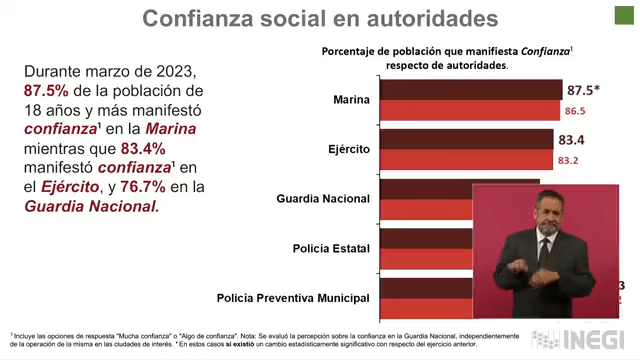 Confianza social en autoridades
Durante marzo de 2023,
87.5% de la población de
18 años y más manifestó
confianza¹ en la Marina
mientras que 83.4%
manifestó confianza¹ en
el Ejército, y 76.7% en la
Guardia Nacional.
Porcentaje de población que manifiesta Confianza¹
respecto de autoridades.
Marina
87.5*
86.5
Ejército
83.4
83.2
Guardia Nacional
Policía Estatal
Policía Preventiva Municipal
3
¹ Incluye las opciones de respuesta "Mucha confianza" o "Algo de confianza". Nota: Se evaluó la percepción sobre la confianza en la Guardia Nacional, independientemente
de la operación de la misma en las ciudades de interés. * En estos casos sí existió un cambio estadísticamente significativo con respecto del ejercicio anterior.
INEGI